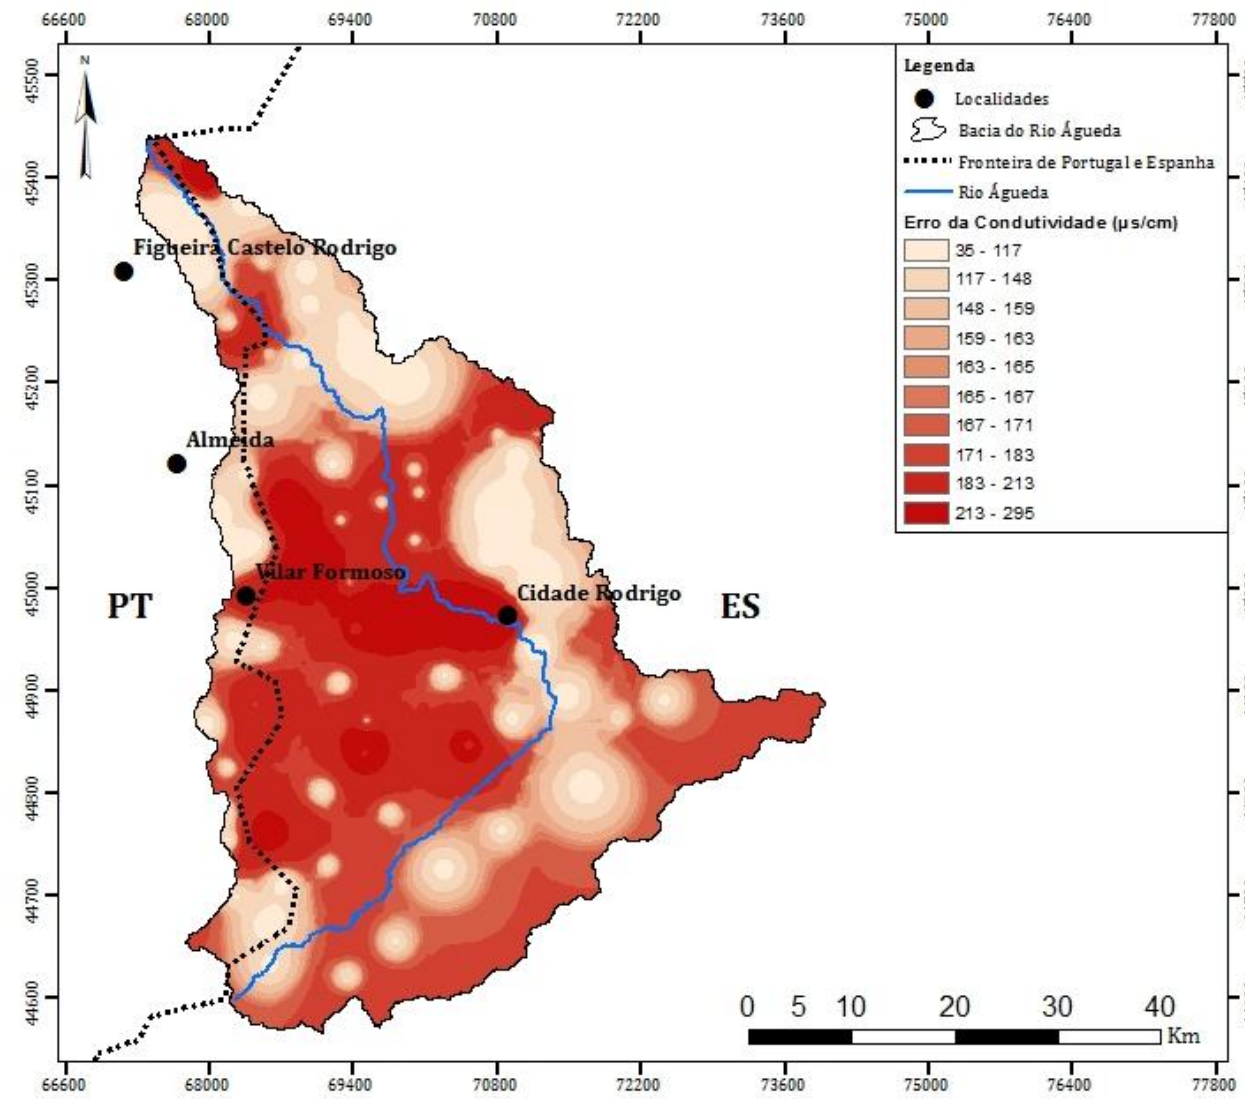 66600 68000 69400 70800 72200 73600 75000 76400 77800
N
45500
45400
45300
45200
45100
45000
44900
44800
44700
44600
Legenda
Localidades
Bacia do Rio Águeda
Fronteira de Portugal e Espanha
Rio Águeda
Erro da Condutividade (µs/cm)
35 - 117
117 - 148
148 - 159
159 - 163
163 - 165
165 - 167
167 - 171
171 - 183
183 - 213
213 - 295
Figueira Castelo Rodrigo
Almeida
Vilar Formoso
Cidade Rodrigo
PT
ES
0 5 10 20 30 40
Km
66600 68000 69400 70800 72200 73600 75000 76400 77800